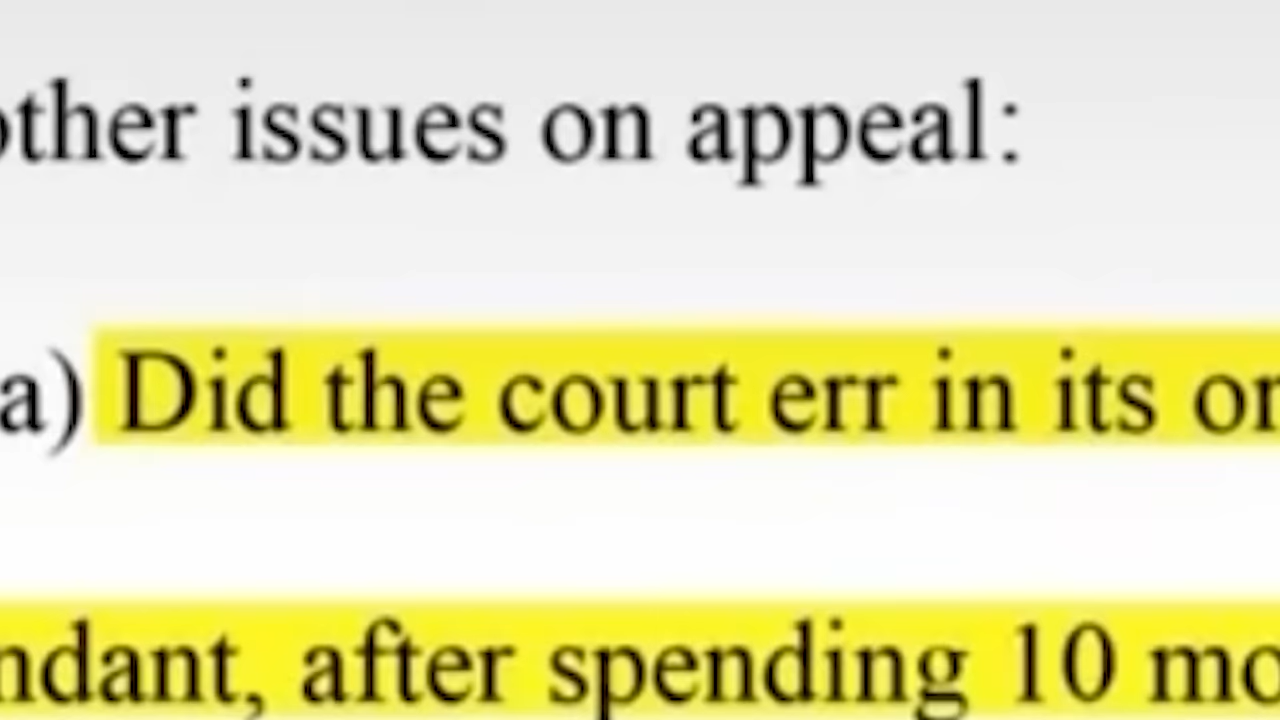 other issues on appeal:
a) Did the court err in its or
ndant, after spending 10 mo